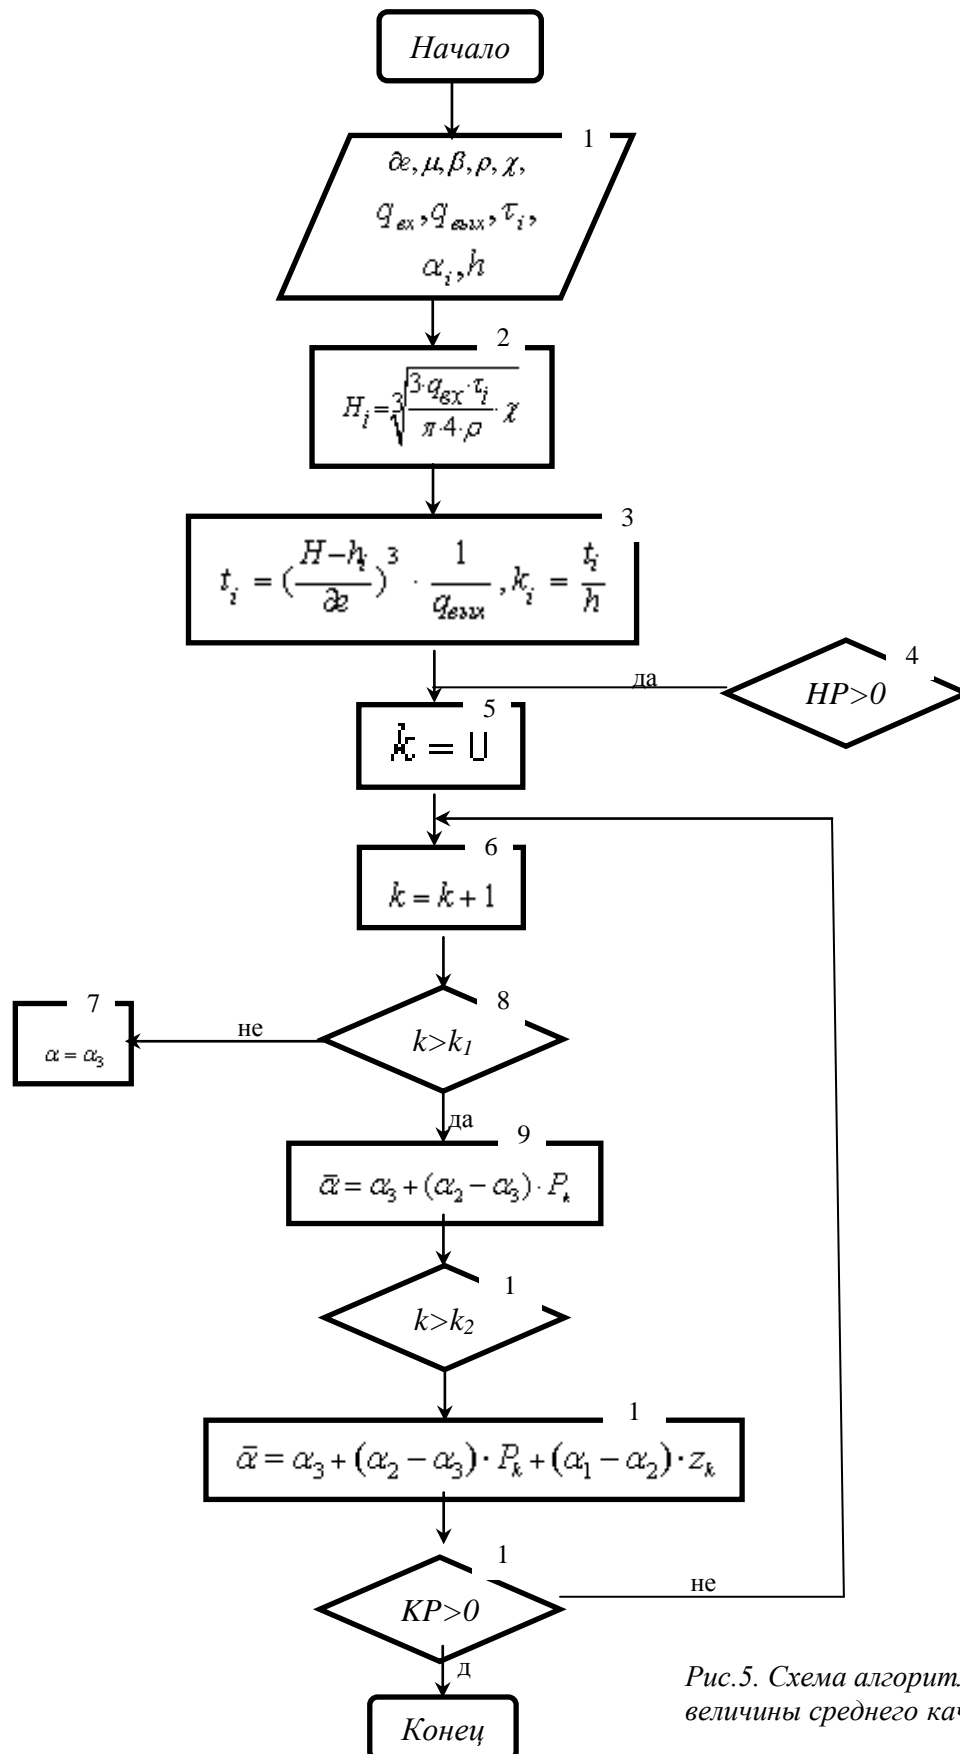 Начало
1
æ, μ, β, ρ, χ,
q_вх, q_вых, τ_i,
α_i, h
2
H_i = ∛(3·q_вх·τ_i / π·4·ρ · χ)
3
t_i = ((H−h_i)/æ)^3 · 1/q_вых, k_i = t_i/h
4
да
HP>0
5
k = 0
6
k = k + 1
7
8
не
α = α_3
k>k_1
да
9
ᾱ = α_3 + (α_2 − α_3) · P_k
1
k>k_2
1
ᾱ = α_3 + (α_2 − α_3) · P_k + (α_1 − α_2) · z_k
1
не
KP>0
д
Рис.5. Схема
величины среднего
Конец